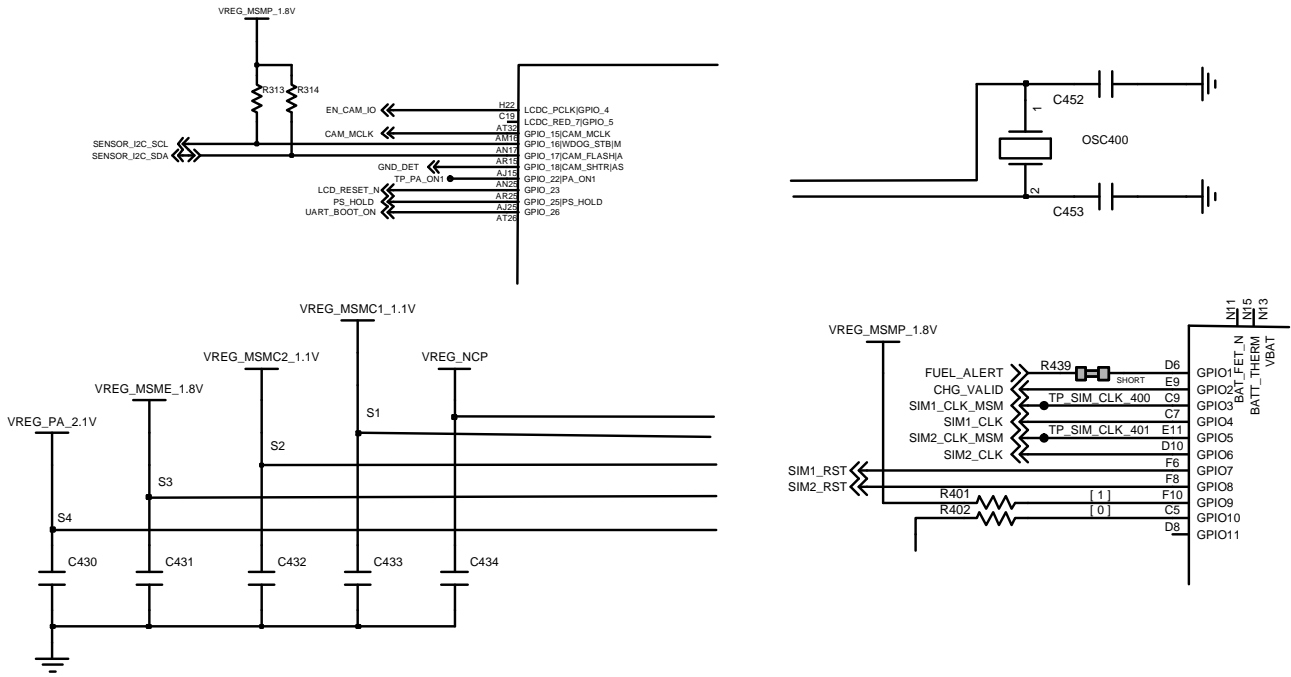 VREG_MSMP_1.8V
R313 R314
EN_CAM_IO H22 LCDC_PCLK|GPIO_4
C19 LCDC_RED_7|GPIO_5
CAM_MCLK AT32 GPIO_15|CAM_MCLK
SENSOR_I2C_SCL AM16 GPIO_16|WDOG_STB|M
SENSOR_I2C_SDA AN17 GPIO_17|CAM_FLASH|A
GND_DET AR15 GPIO_18|CAM_SHTR|AS
TP_PA_ON1 AJ15 GPIO_22|PA_ON1
LCD_RESET_N AN25 GPIO_23
PS_HOLD AR25 GPIO_25|PS_HOLD
UART_BOOT_ON AJ25 GPIO_26
AT26
C452
1
OSC400
2
C453
VREG_MSMC1_1.1V
VREG_MSMC2_1.1V
VREG_NCP
VREG_MSME_1.8V
VREG_PA_2.1V
S1
S2
S3
S4
C430 C431 C432 C433 C434
N11 N15 N13
BAT_FET_N BATT_THERM VBAT
VREG_MSMP_1.8V
FUEL_ALERT R439 SHORT D6 GPIO1
CHG_VALID E9 GPIO2
SIM1_CLK_MSM TP_SIM_CLK_400 C9 GPIO3
SIM1_CLK C7 GPIO4
SIM2_CLK_MSM TP_SIM_CLK_401 E11 GPIO5
SIM2_CLK D10 GPIO6
SIM1_RST F6 GPIO7
SIM2_RST F8 GPIO8
R401 [ 1 ] F10 GPIO9
R402 [ 0 ] C5 GPIO10
D8 GPIO11